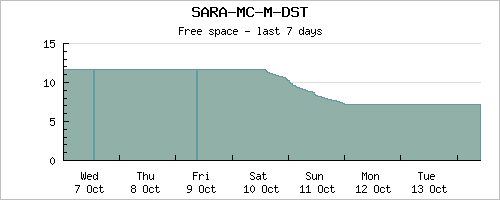 SARA-MC-M-DST
Free space - last 7 days
15
10
5
0
Wed Thu Fri Sat Sun Mon Tue
7 Oct 8 Oct 9 Oct 10 Oct 11 Oct 12 Oct 13 Oct